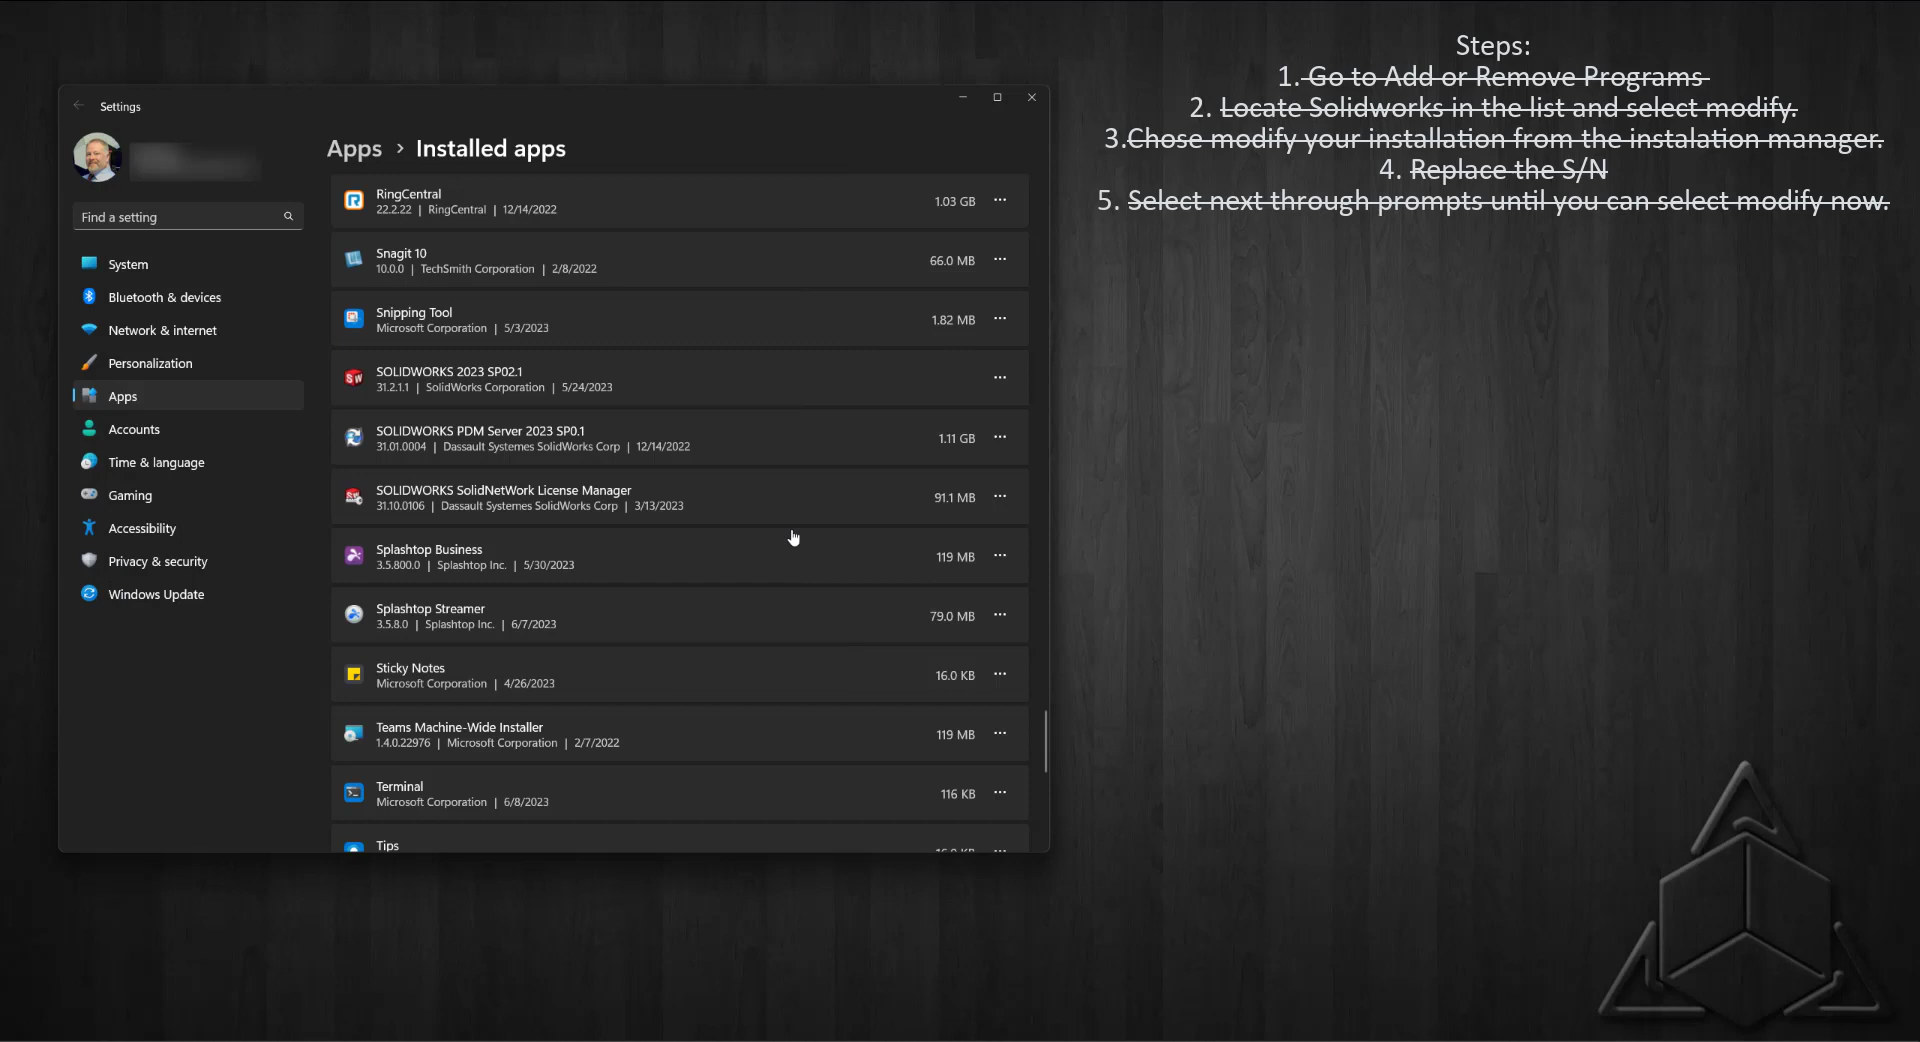 Steps:
1. Go to Add or Remove Programs
2. Locate Solidworks in the list and select modify.
3.Chose modify your installation from the instalation manager.
4. Replace the S/N
5. Select next through prompts until you can select modify now.
Settings
Find a setting
System
Bluetooth & devices
Network & internet
Personalization
Apps
Accounts
Time & language
Gaming
Accessibility
Privacy & security
Windows Update
Apps > Installed apps
RingCentral
22.2.22 | RingCentral | 12/14/2022
1.03 GB
Snagit 10
10.0.0 | TechSmith Corporation | 2/8/2022
66.0 MB
Snipping Tool
Microsoft Corporation | 5/3/2023
1.82 MB
SOLIDWORKS 2023 SP02.1
31.2.1.1 | SolidWorks Corporation | 5/24/2023
SOLIDWORKS PDM Server 2023 SP0.1
31.01.0004 | Dassault Systemes SolidWorks Corp | 12/14/2022
1.11 GB
SOLIDWORKS SolidNetWork License Manager
31.10.0106 | Dassault Systemes SolidWorks Corp | 3/13/2023
91.1 MB
Splashtop Business
3.5.800.0 | Splashtop Inc. | 5/30/2023
119 MB
Splashtop Streamer
3.5.8.0 | Splashtop Inc. | 6/7/2023
79.0 MB
Sticky Notes
Microsoft Corporation | 4/26/2023
16.0 KB
Teams Machine-Wide Installer
1.4.0.22976 | Microsoft Corporation | 2/7/2022
119 MB
Terminal
Microsoft Corporation | 6/8/2023
116 KB
Tips
16.0 KB